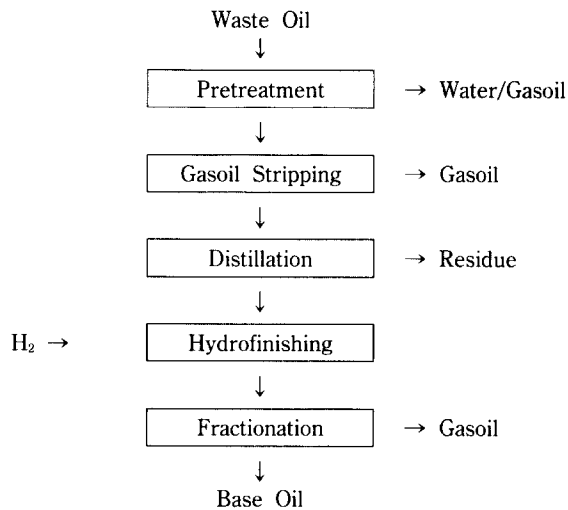 Waste Oil
↓
Pretreatment → Water/Gasoil
↓
Gasoil Stripping → Gasoil
↓
Distillation → Residue
↓
H₂ → Hydrofinishing
↓
Fractionation → Gasoil
↓
Base Oil